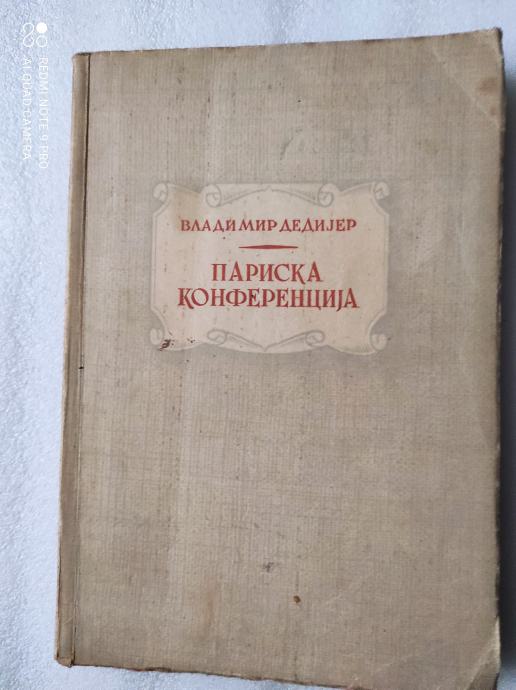 ВЛАДИМИР ДЕДИЈЕР
ПАРИСКА
КОНФЕРЕНЦИЈА
REDMI NOTE 9 PRO
AI QUAD CAMERA